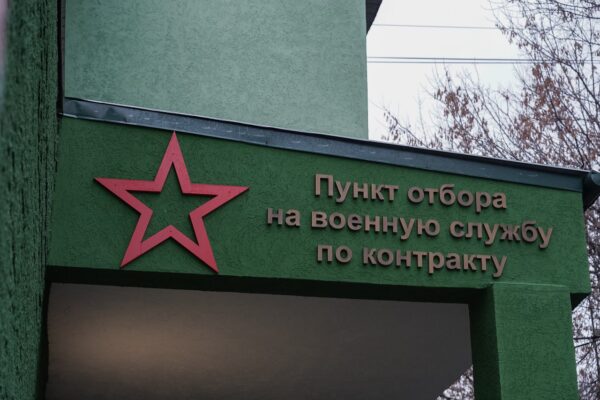 Пункт отбора
на военную службу
по контракту